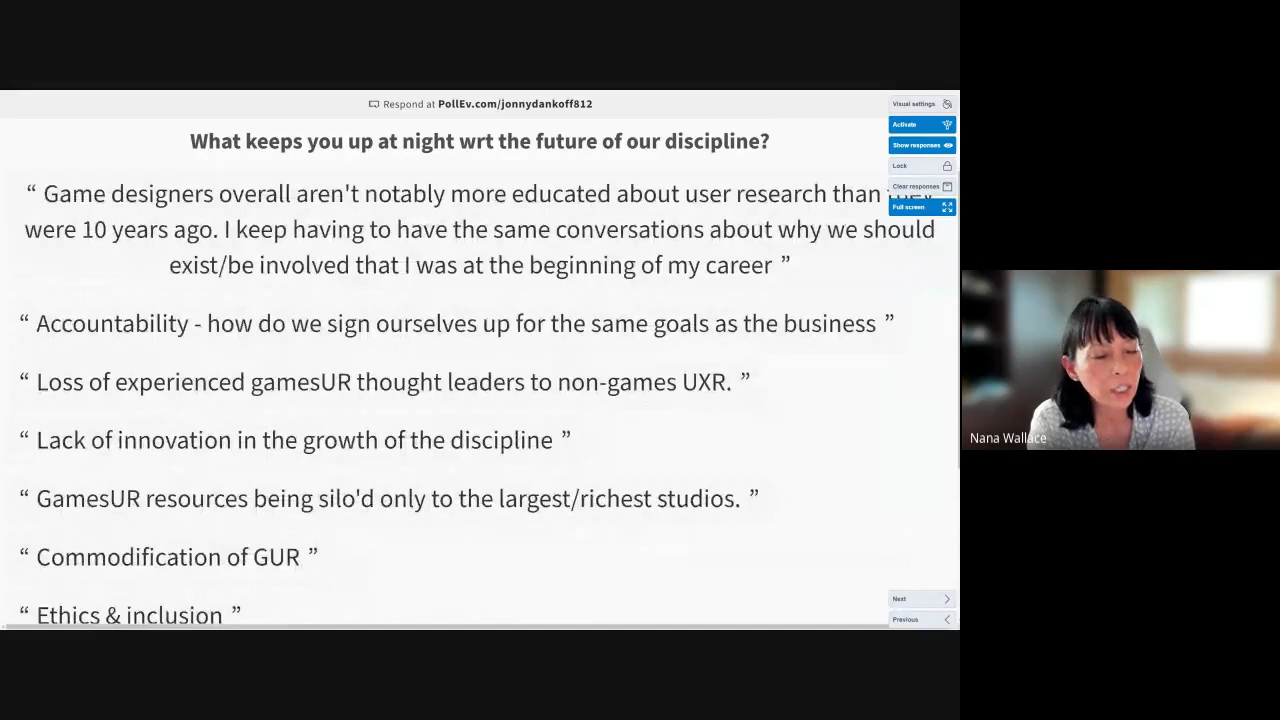 Respond at PollEv.com/jonnydankoff812
Visual settings
Activate
Show responses
Lock
Clear responses
Full screen
What keeps you up at night wrt the future of our discipline?
“ Game designers overall aren't notably more educated about user research than they
were 10 years ago. I keep having to have the same conversations about why we should
exist/be involved that I was at the beginning of my career ”
“ Accountability - how do we sign ourselves up for the same goals as the business ”
“ Loss of experienced gamesUR thought leaders to non-games UXR. ”
“ Lack of innovation in the growth of the discipline ”
“ GamesUR resources being silo'd only to the largest/richest studios. ”
“ Commodification of GUR ”
“ Ethics & inclusion ”
Next
Previous
Nana Wallace